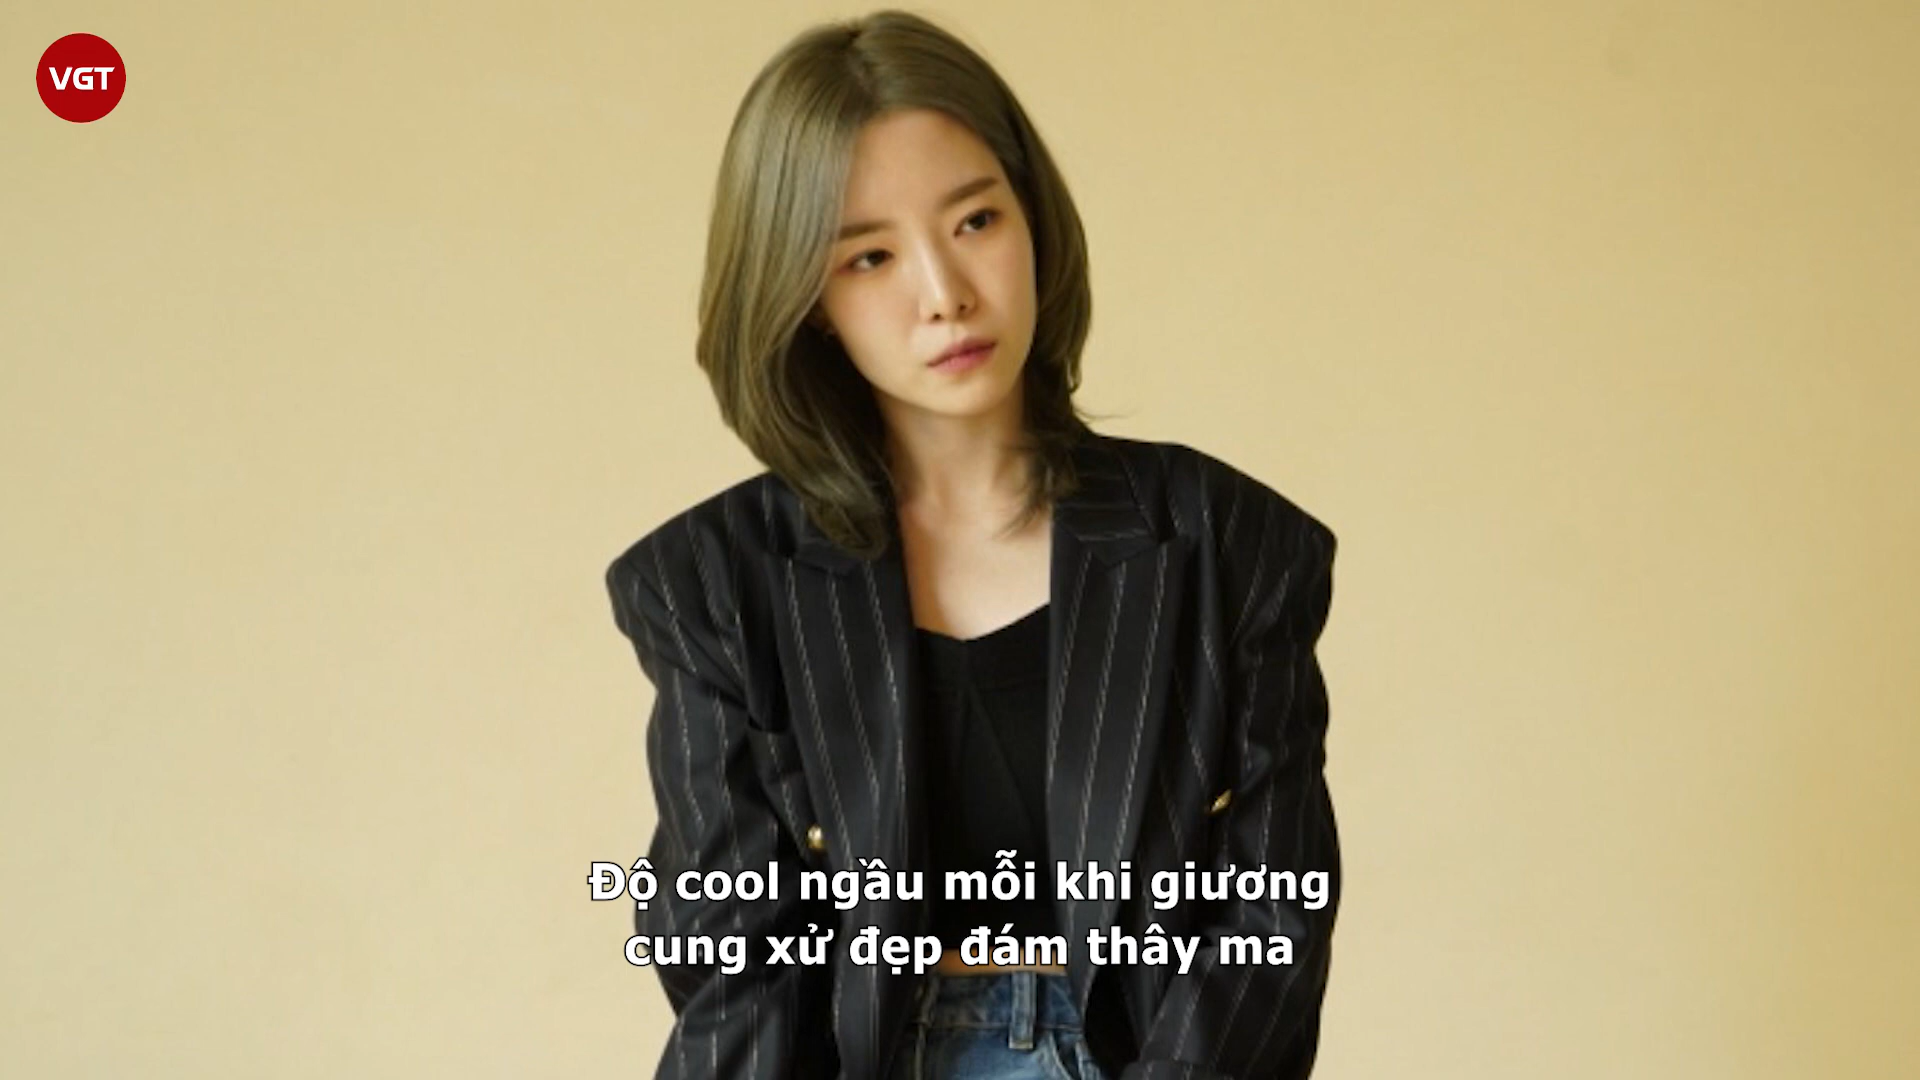 VGT
Độ cool ngầu mỗi khi giương
cung xử đẹp đám thây ma